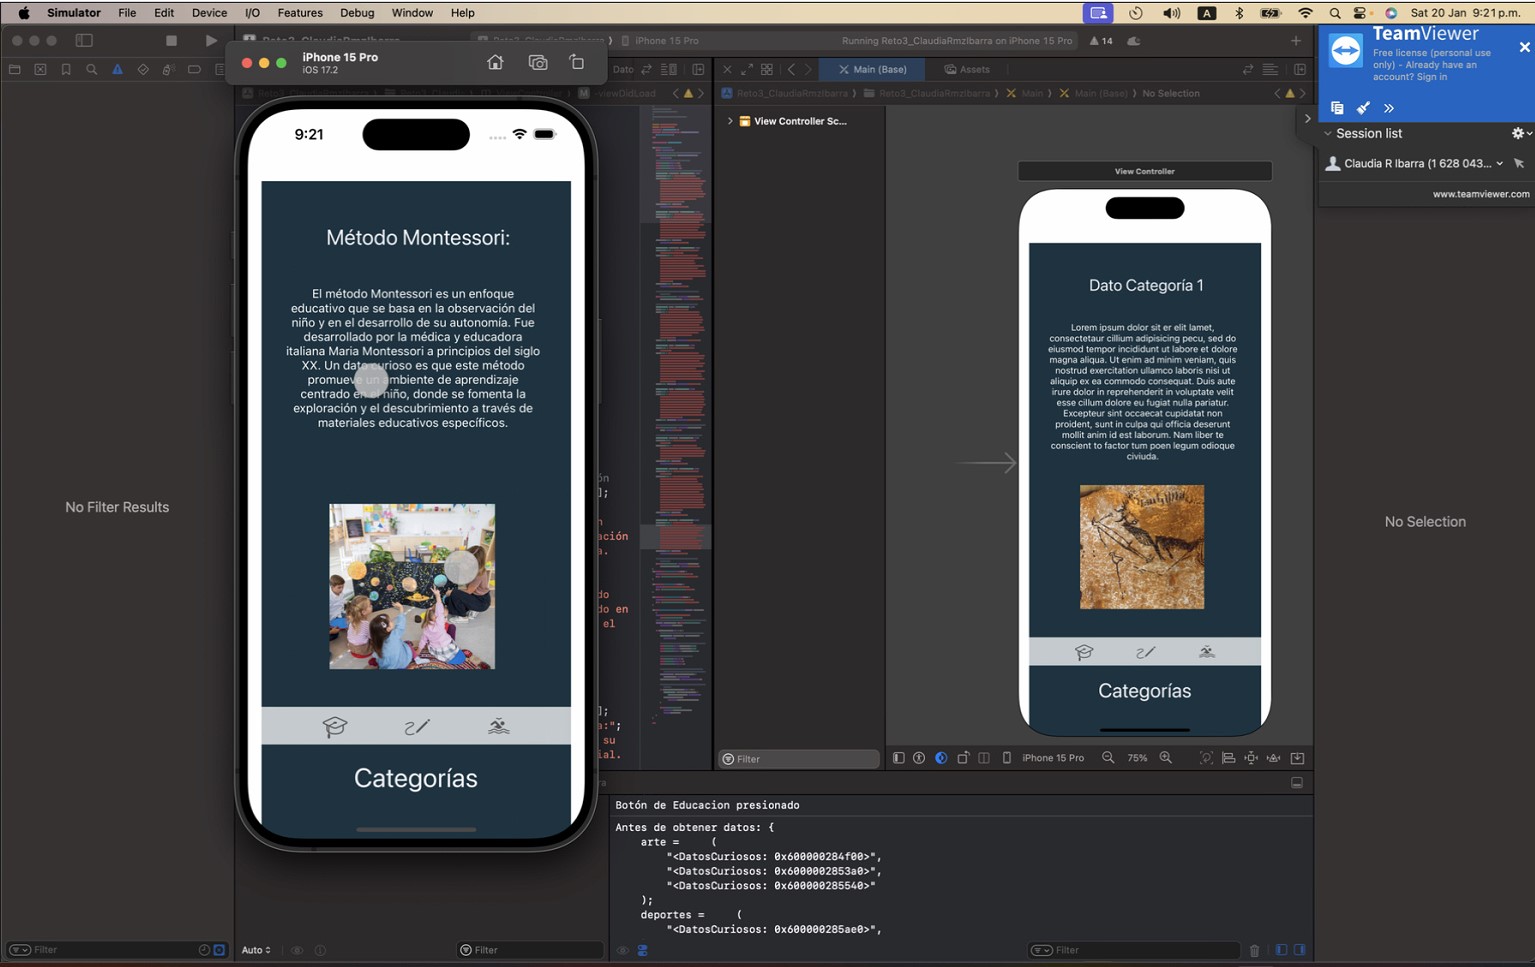 Simulator File Edit Device I/O Features Debug Window Help
A
Sat 20 Jan 9:21 p.m.
iPhone 15 Pro
iOS 17.2
iPhone 15 Pro
Running Reto3_ClaudiaRmzIbarra on iPhone 15 Pro
14
Dato
Main (Base)
Assets
viewDidLoad
Reto3_ClaudiaRmzIbarra
Reto3_ClaudiaRmzIbarra
Main
Main (Base)
No Selection
View Controller Sc...
TeamViewer
Free license (personal use
only) - Already have an
account? Sign in
Session list
Claudia R Ibarra (1 628 043...
www.teamviewer.com
9:21
Método Montessori:
El método Montessori es un enfoque
educativo que se basa en la observación del
niño y en el desarrollo de su autonomía. Fue
desarrollado por la médica y educadora
italiana Maria Montessori a principios del siglo
XX. Un dato curioso es que este método
promueve un ambiente de aprendizaje
centrado en el niño, donde se fomenta la
exploración y el descubrimiento a través de
materiales educativos específicos.
Categorías
No Filter Results
View Controller
Dato Categoría 1
Lorem ipsum dolor sit er elit lamet,
consectetaur cillium adipisicing pecu, sed do
eiusmod tempor incididunt ut labore et dolore
magna aliqua. Ut enim ad minim veniam, quis
nostrud exercitation ullamco laboris nisi ut
aliquip ex ea commodo consequat. Duis aute
irure dolor in reprehenderit in voluptate velit
esse cillum dolore eu fugiat nulla pariatur.
Excepteur sint occaecat cupidatat non
proident, sunt in culpa qui officia deserunt
mollit anim id est laborum. Nam liber te
conscient to factor tum poen legum odioque
civiuda.
Categorías
No Selection
ón
];
n
ación
a.
do
do en
el
];
a:";
su
ial.
Filter
iPhone 15 Pro
75%
Botón de Educacion presionado
Antes de obtener datos: {
arte = (
"<DatosCuriosos: 0x600000284f00>",
"<DatosCuriosos: 0x6000002853a0>",
"<DatosCuriosos: 0x600000285540>"
);
deportes = (
"<DatosCuriosos: 0x600000285ae0>",
Filter
Auto
Filter
Filter